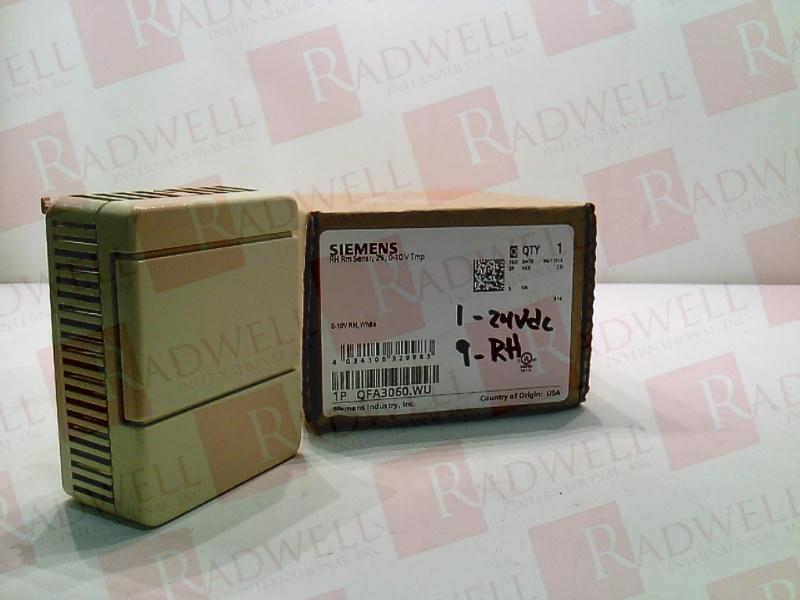 SIEMENS
RH Rm Sensr, 2%, 0-10 V Tmp
QTY 1
0-10V RH, White
1 - 24Vdc
9 - RH
4 034106 329983
1P QFA3060.WU
Siemens Industry, Inc.
Country of Origin: USA
RADWELL
INTERNATIONAL, INC.